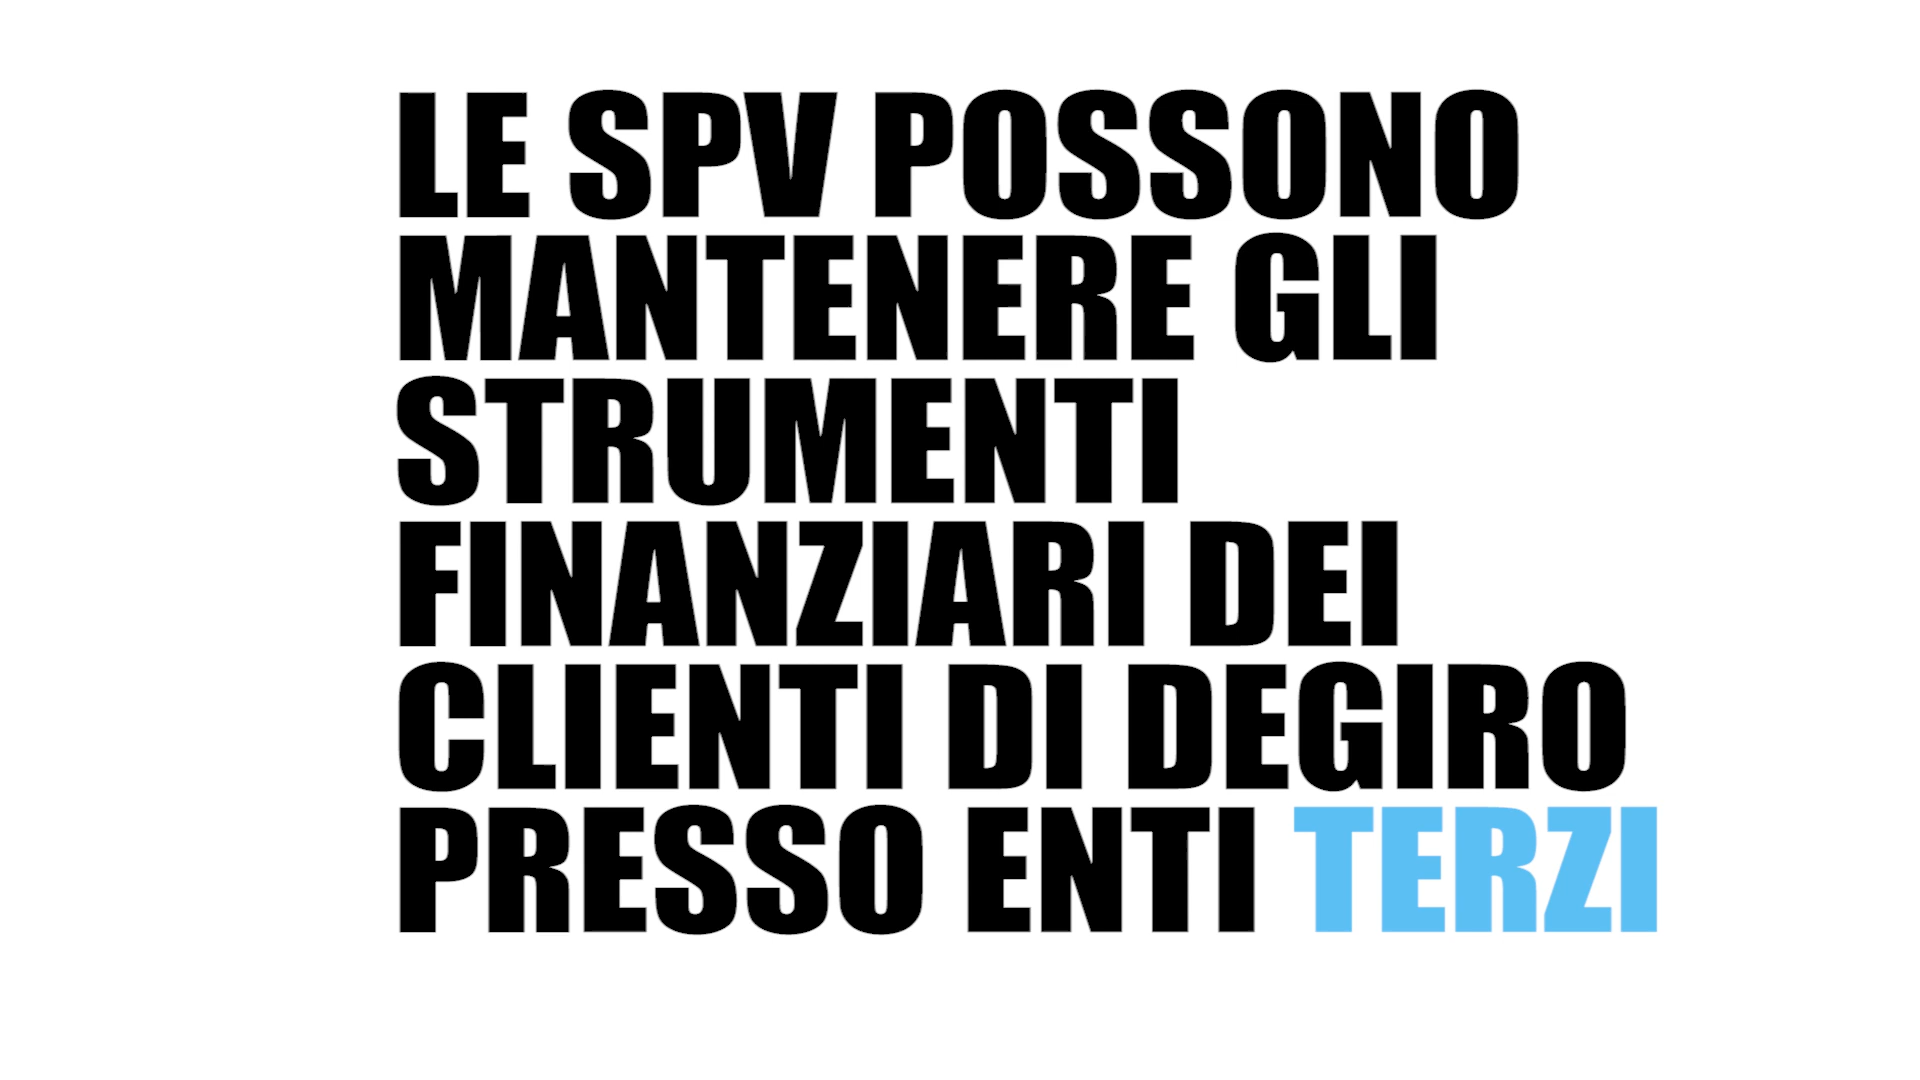 LE SPV POSSONO
MANTENERE GLI
STRUMENTI
FINANZIARI DEI
CLIENTI DI DEGIRO
PRESSO ENTI TERZI